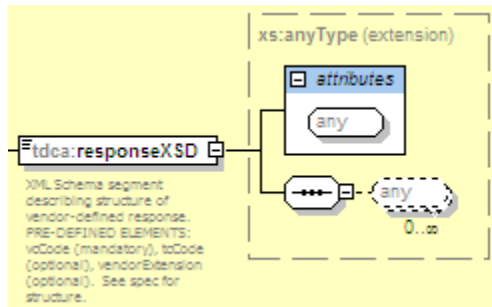 xs:anyType (extension)
attributes
any
tdca:responseXSD
any
0..∞
XML Schema segment
describing structure of
vendor-defined response.
PRE-DEFINED ELEMENTS:
vcCode (mandatory), tcCode
(optional), vendorExtension
(optional).  See spec for
structure.